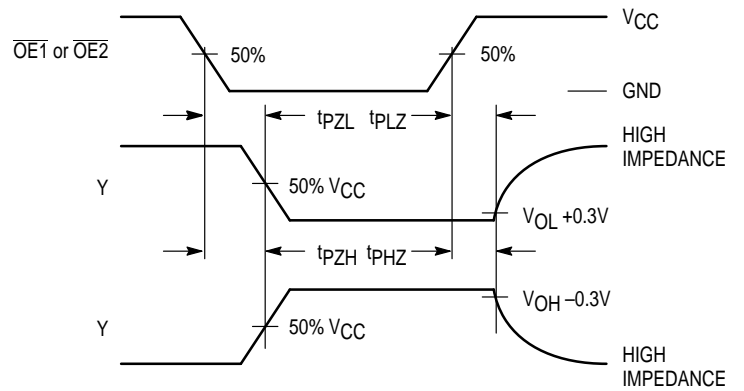 VCC
OE1 or OE2
50%
50%
GND
tPZL tPLZ
HIGH
IMPEDANCE
Y
50% VCC
VOL +0.3V
tPZH tPHZ
VOH –0.3V
Y
50% VCC
HIGH
IMPEDANCE